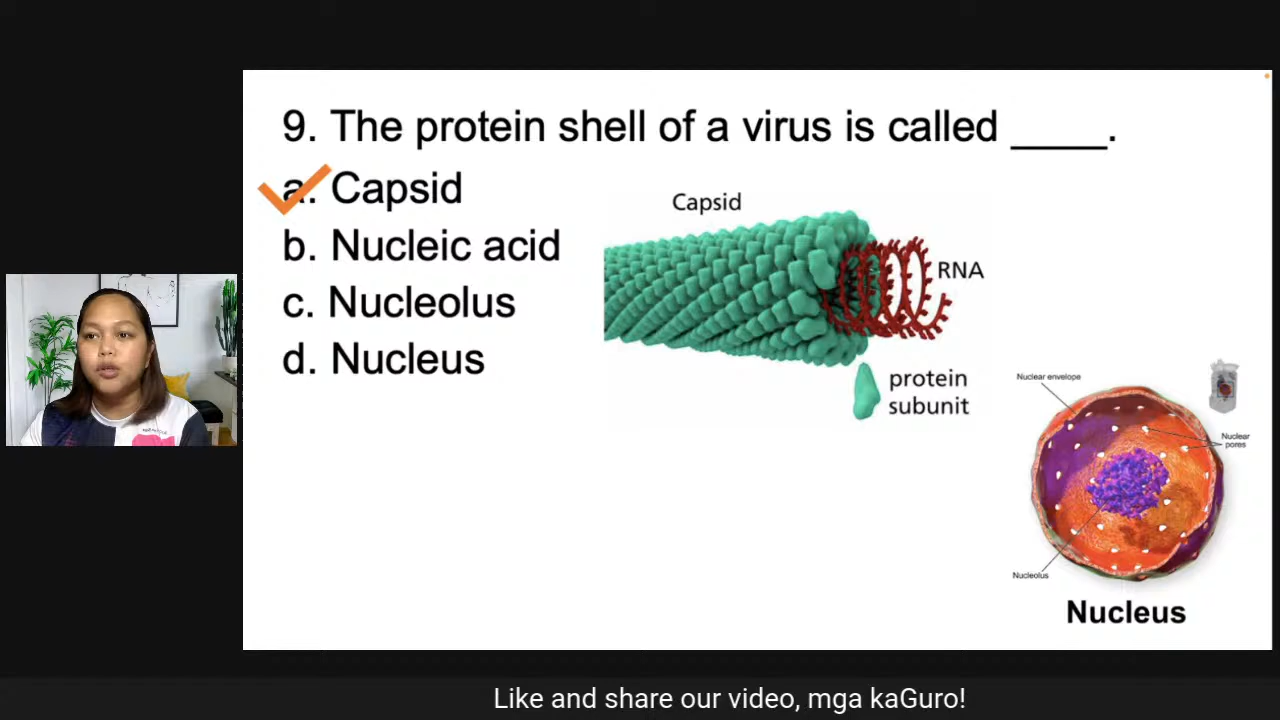 9. The protein shell of a virus is called ____.
a. Capsid
b. Nucleic acid
c. Nucleolus
d. Nucleus
Capsid
RNA
protein
subunit
Nuclear envelope
Nuclear
pores
Nucleolus
Nucleus
Like and share our video, mga kaGuro!